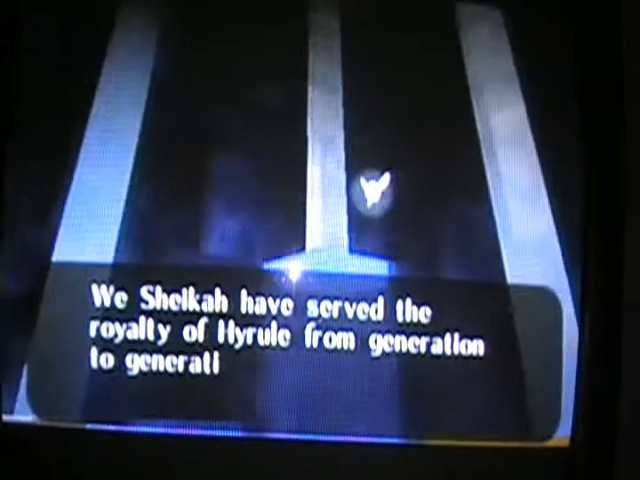 We Sheikah have served the
royalty of Hyrule from generation
to generati